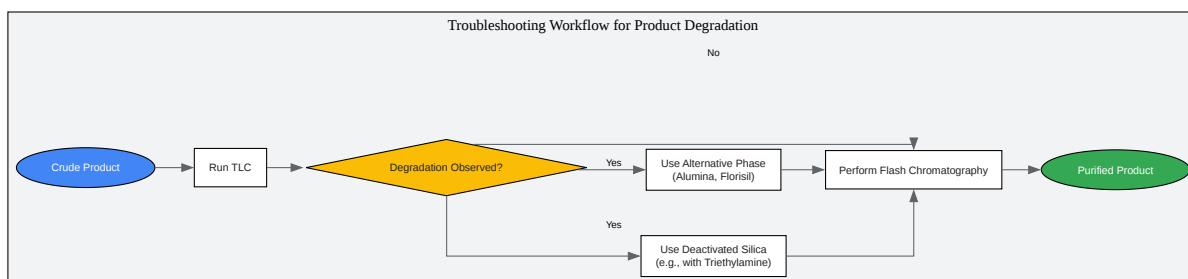 Troubleshooting Workflow for Product Degradation
No
Crude Product
Run TLC
Degradation Observed?
Yes
Use Alternative Phase
(Alumina, Florisil)
Perform Flash Chromatography
Purified Product
Yes
Use Deactivated Silica
(e.g., with Triethylamine)